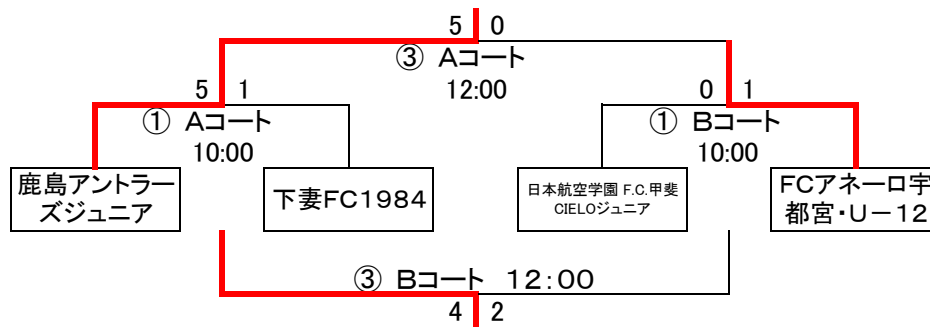 5 0
③ Aコート
12:00
5 1
① Aコート
10:00
0 1
① Bコート
10:00
鹿島アントラー
ズジュニア
下妻FC1984
日本航空学園 F.C.甲斐
CIELOジュニア
FCアネーロ宇
都宮・U－12
③ Bコート 12:00
4 2